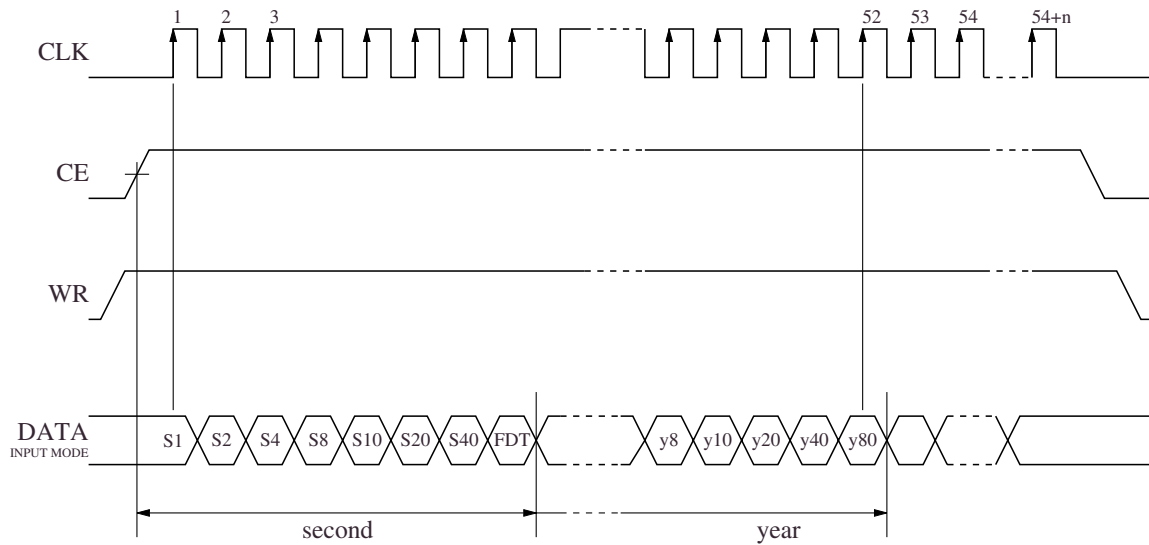 1 2 3 52 53 54 54+n
CLK
CE
WR
DATA
INPUT MODE
S1 S2 S4 S8 S10 S20 S40 FDT y8 y10 y20 y40 y80
second year